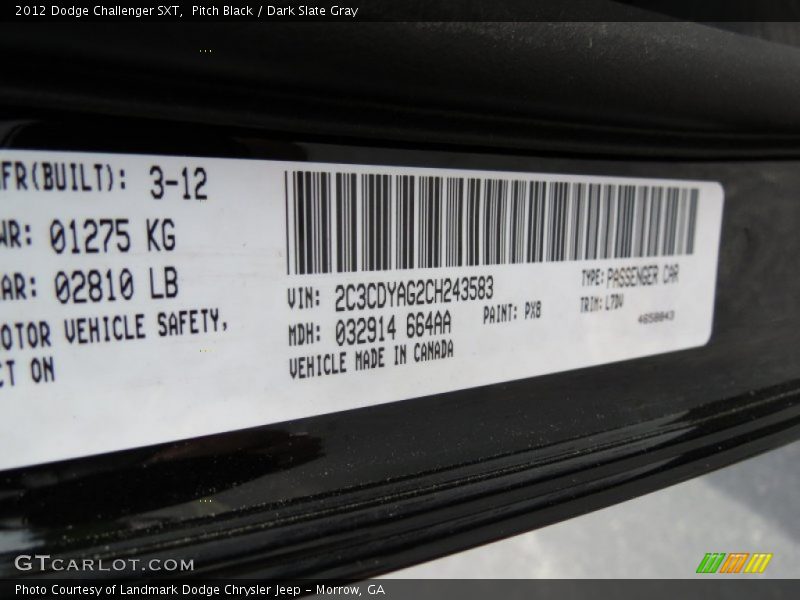 2012 Dodge Challenger SXT,  Pitch Black / Dark Slate Gray
FR(BUILT): 3-12
WR: 01275 KG
AR: 02810 LB
OTOR VEHICLE SAFETY,
CT ON
VIN: 2C3CDYAG2CH243583
TYPE: PASSENGER CAR
MDH: 032914 664AA
PAINT: PX8
TRIM: L7DV
VEHICLE MADE IN CANADA
4650043
GTCARLOT.COM
Photo Courtesy of Landmark Dodge Chrysler Jeep - Morrow, GA